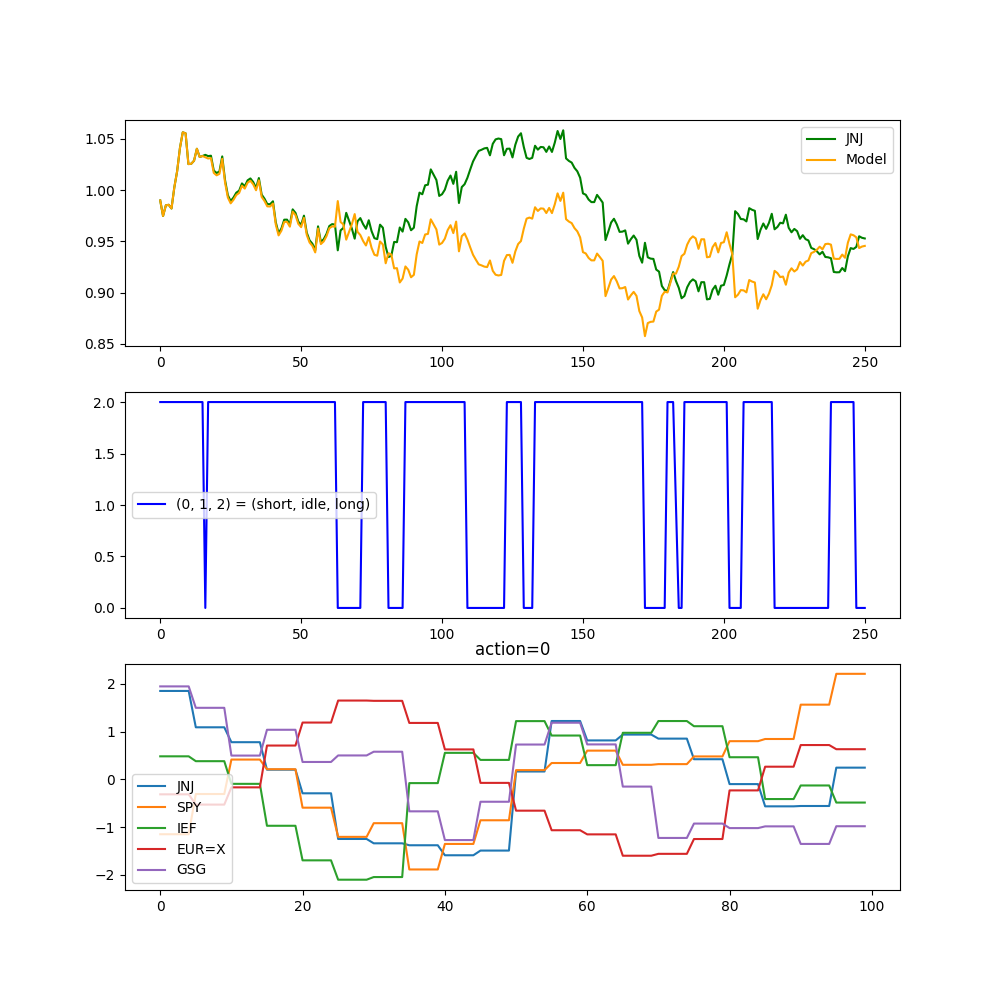 1.05
1.00
0.95
0.90
0.85
JNJ
Model
0 50 100 150 200 250
2.0
1.5
1.0
0.5
0.0
(0, 1, 2) = (short, idle, long)
0 50 100 150 200 250
action=0
2
1
0
−1
−2
JNJ
SPY
IEF
EUR=X
GSG
0 20 40 60 80 100